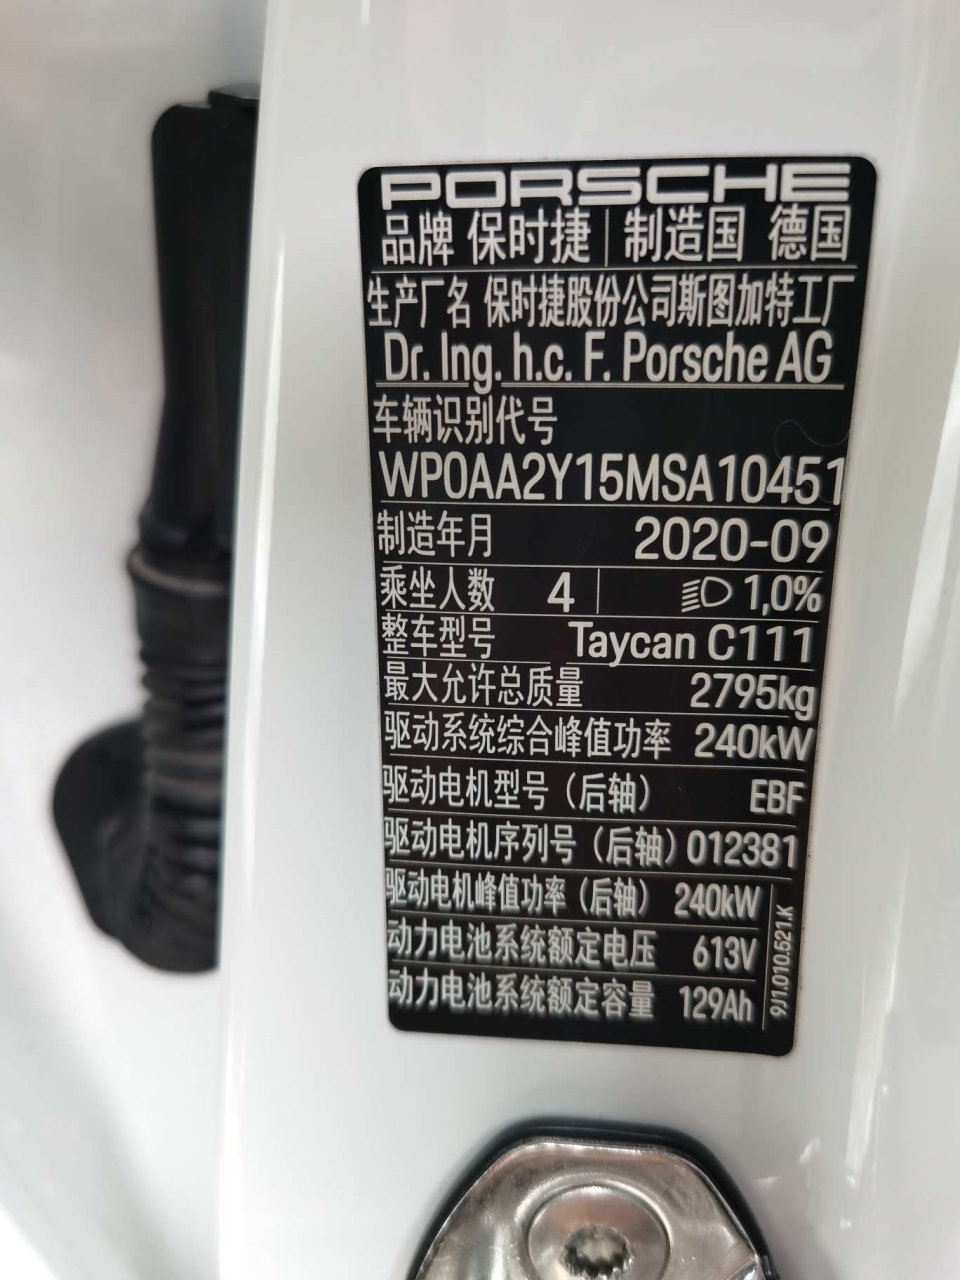 PORSCHE
品牌 保时捷 制造国 德国
生产厂名 保时捷股份公司斯图加特工厂
Dr. Ing. h.c. F. Porsche AG
车辆识别代号
WP0AA2Y15MSA10451
制造年月 2020-09
乘坐人数 4 1,0%
整车型号 Taycan C111
最大允许总质量 2795kg
驱动系统综合峰值功率 240kW
驱动电机型号（后轴） EBF
驱动电机序列号（后轴）012381
驱动电机峰值功率（后轴） 240kW
动力电池系统额定电压 613V
动力电池系统额定容量 129Ah
9J1.010.521.K